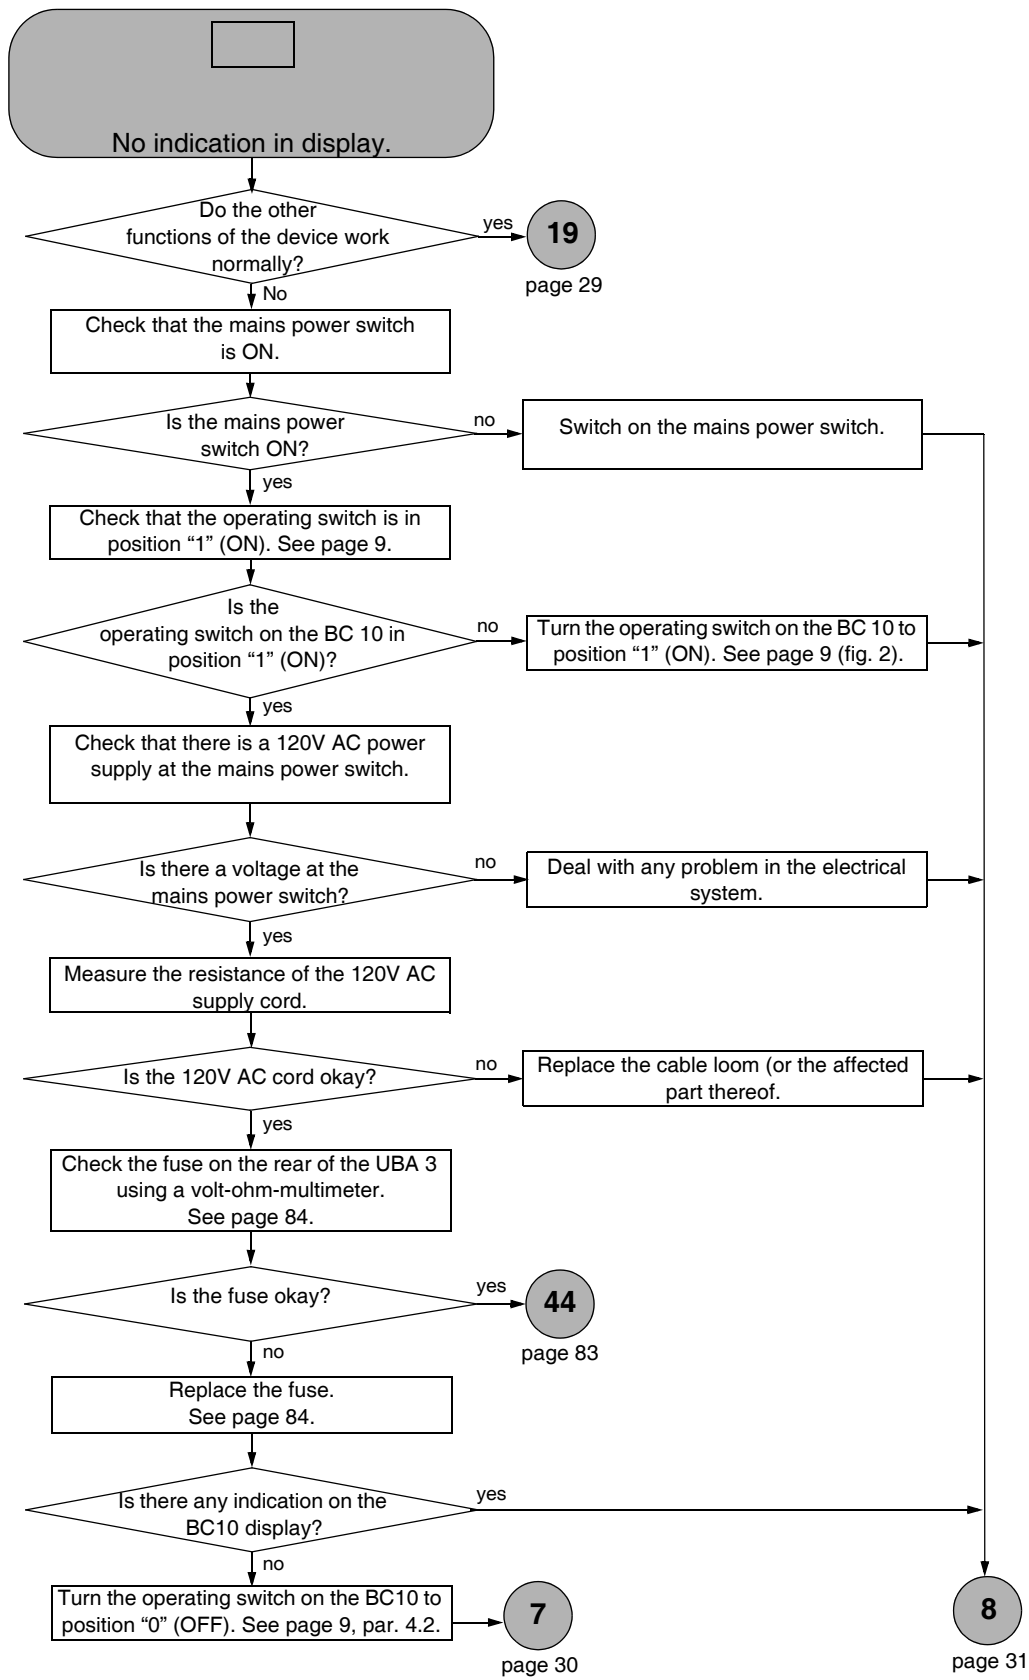 No indication in display.
Do the other
functions of the device work
normally?
yes
19
page 29
No
Check that the mains power switch
is ON.
Is the mains power
switch ON?
no
Switch on the mains power switch.
yes
Check that the operating switch is in
position “1” (ON). See page 9.
Is the
operating switch on the BC 10 in
position “1” (ON)?
no
Turn the operating switch on the BC 10 to
position “1” (ON). See page 9 (fig. 2).
yes
Check that there is a 120V AC power
supply at the mains power switch.
Is there a voltage at the
mains power switch?
no
Deal with any problem in the electrical
system.
yes
Measure the resistance of the 120V AC
supply cord.
Is the 120V AC cord okay?
no
Replace the cable loom (or the affected
part thereof.
yes
Check the fuse on the rear of the UBA 3
using a volt-ohm-multimeter.
See page 84.
Is the fuse okay?
yes
44
page 83
no
Replace the fuse.
See page 84.
Is there any indication on the
BC10 display?
yes
no
Turn the operating switch on the BC10 to
position “0” (OFF). See page 9, par. 4.2.
7
page 30
8
page 31